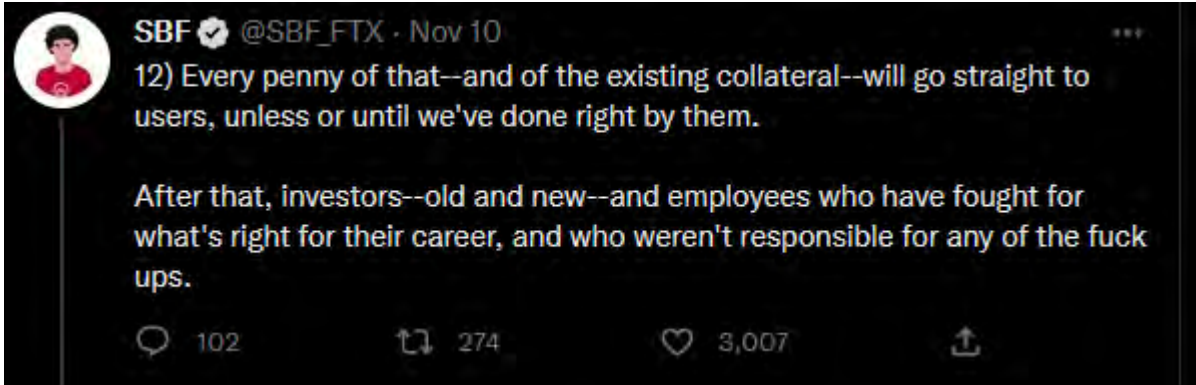 SBF @SBF_FTX · Nov 10
12) Every penny of that--and of the existing collateral--will go straight to
users, unless or until we've done right by them.
After that, investors--old and new--and employees who have fought for
what's right for their career, and who weren't responsible for any of the fuck
ups.
102 274 3,007